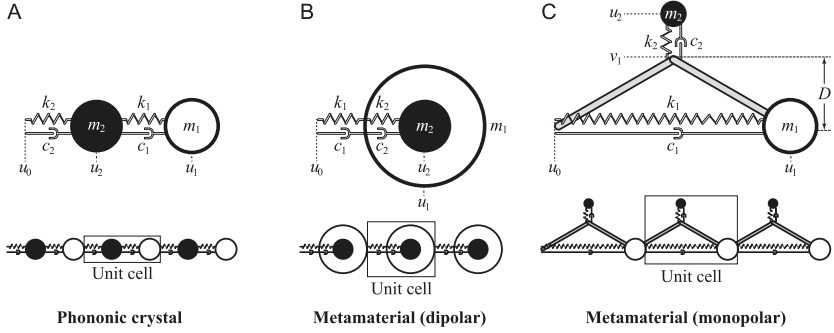 A
k₂
k₁
m₂
m₁
c₂
c₁
u₀
u₂
u₁
Unit cell
Phononic crystal
B
k₁
k₂
m₂
m₁
c₁
c₂
u₀
u₂
u₁
Unit cell
Metamaterial (dipolar)
C
u₂
m₂
k₂
c₂
v₁
D
k₁
m₁
c₁
u₀
u₁
Unit cell
Metamaterial (monopolar)